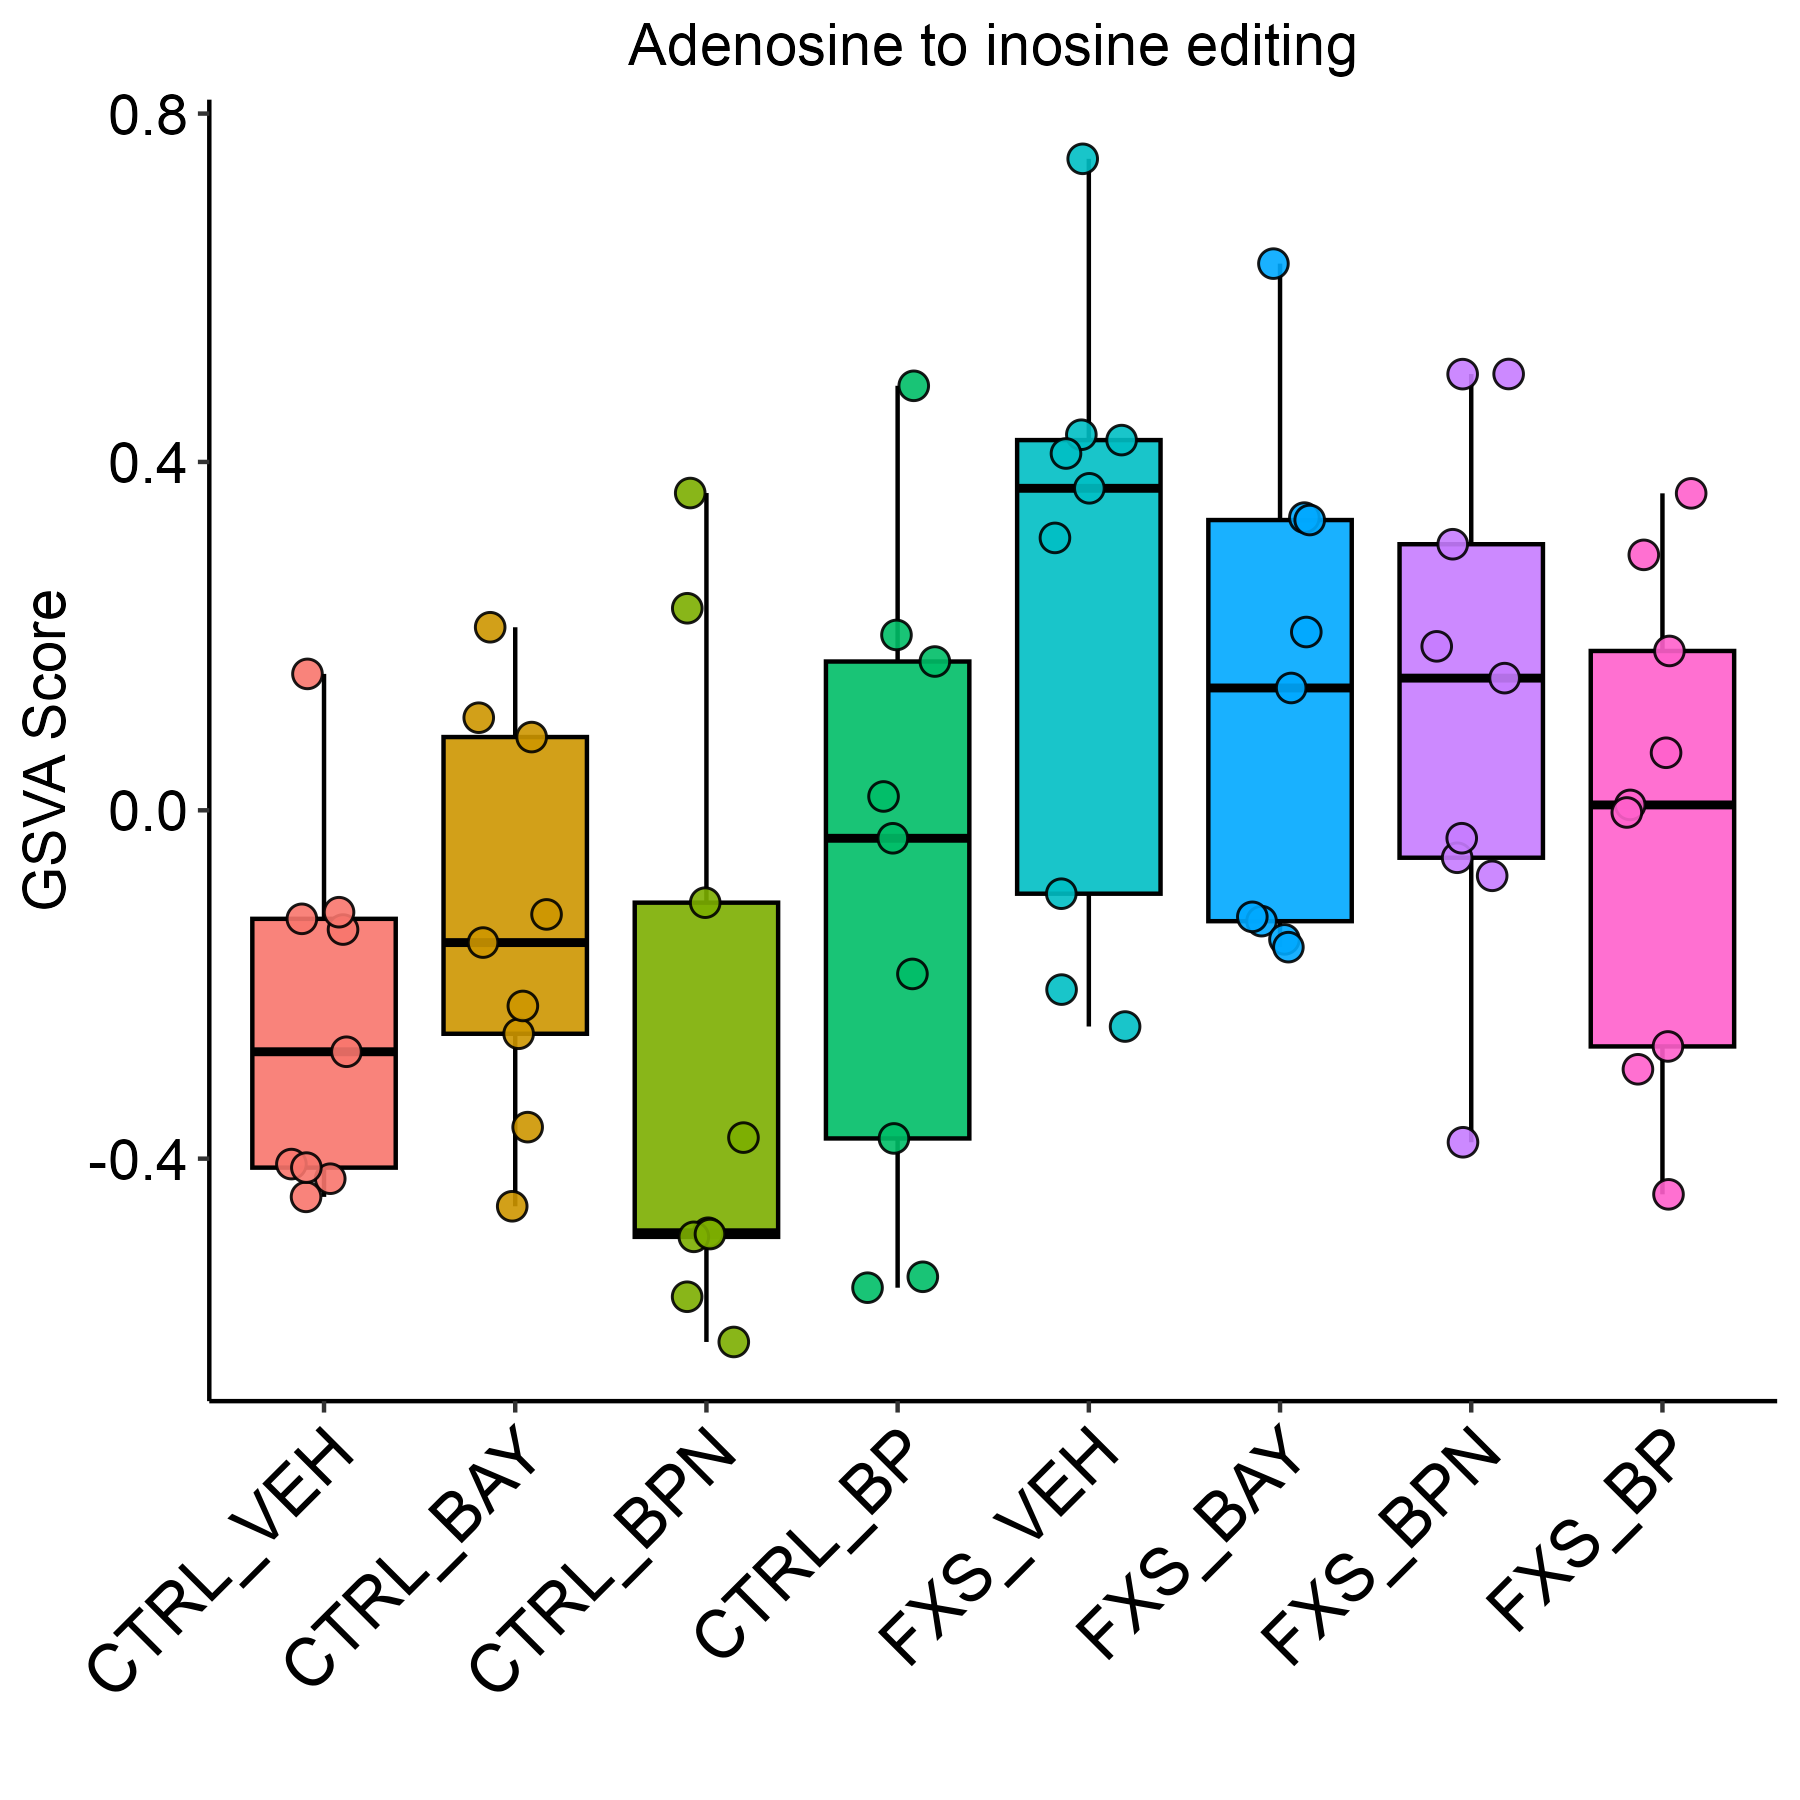 Adenosine to inosine editing
GSVA Score
0.8
0.4
0.0
-0.4
CTRL_VEH
CTRL_BAY
CTRL_BPN
CTRL_BP
FXS_VEH
FXS_BAY
FXS_BPN
FXS_BP